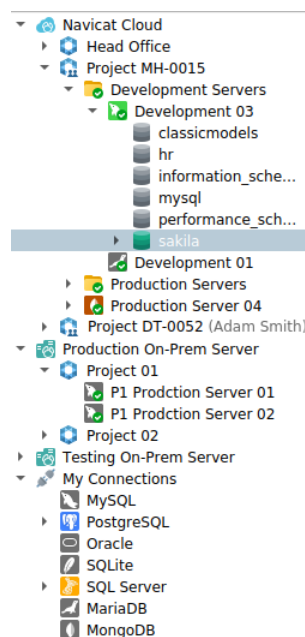 Navicat Cloud
Head Office
Project MH-0015
Development Servers
Development 03
classicmodels
hr
information_sche...
mysql
performance_sch...
sakila
Development 01
Production Servers
Production Server 04
Project DT-0052 (Adam Smith)
Production On-Prem Server
Project 01
P1 Prodction Server 01
P1 Prodction Server 02
Project 02
Testing On-Prem Server
My Connections
MySQL
PostgreSQL
Oracle
SQLite
SQL Server
MariaDB
MongoDB